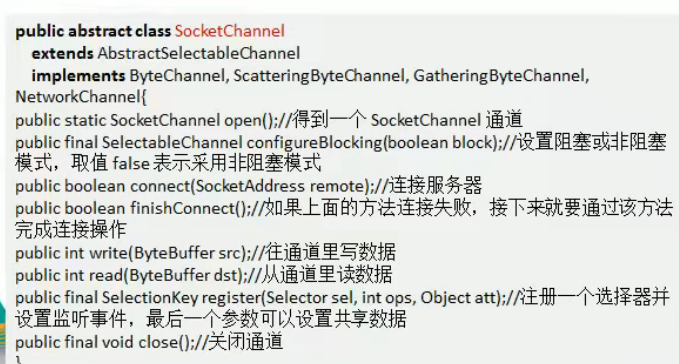 public abstract class SocketChannel
extends AbstractSelectableChannel
implements ByteChannel, ScatteringByteChannel, GatheringByteChannel,
NetworkChannel{
public static SocketChannel open();//得到一个 SocketChannel 通道
public final SelectableChannel configureBlocking(boolean block);//设置阻塞或非阻塞
模式，取值 false 表示采用非阻塞模式
public boolean connect(SocketAddress remote);//连接服务器
public boolean finishConnect();//如果上面的方法连接失败，接下来就要通过该方法
完成连接操作
public int write(ByteBuffer src);//往通道里写数据
public int read(ByteBuffer dst);//从通道里读数据
public final SelectionKey register(Selector sel, int ops, Object att);//注册一个选择器并
设置监听事件，最后一个参数可以设置共享数据
public final void close();//关闭通道
}